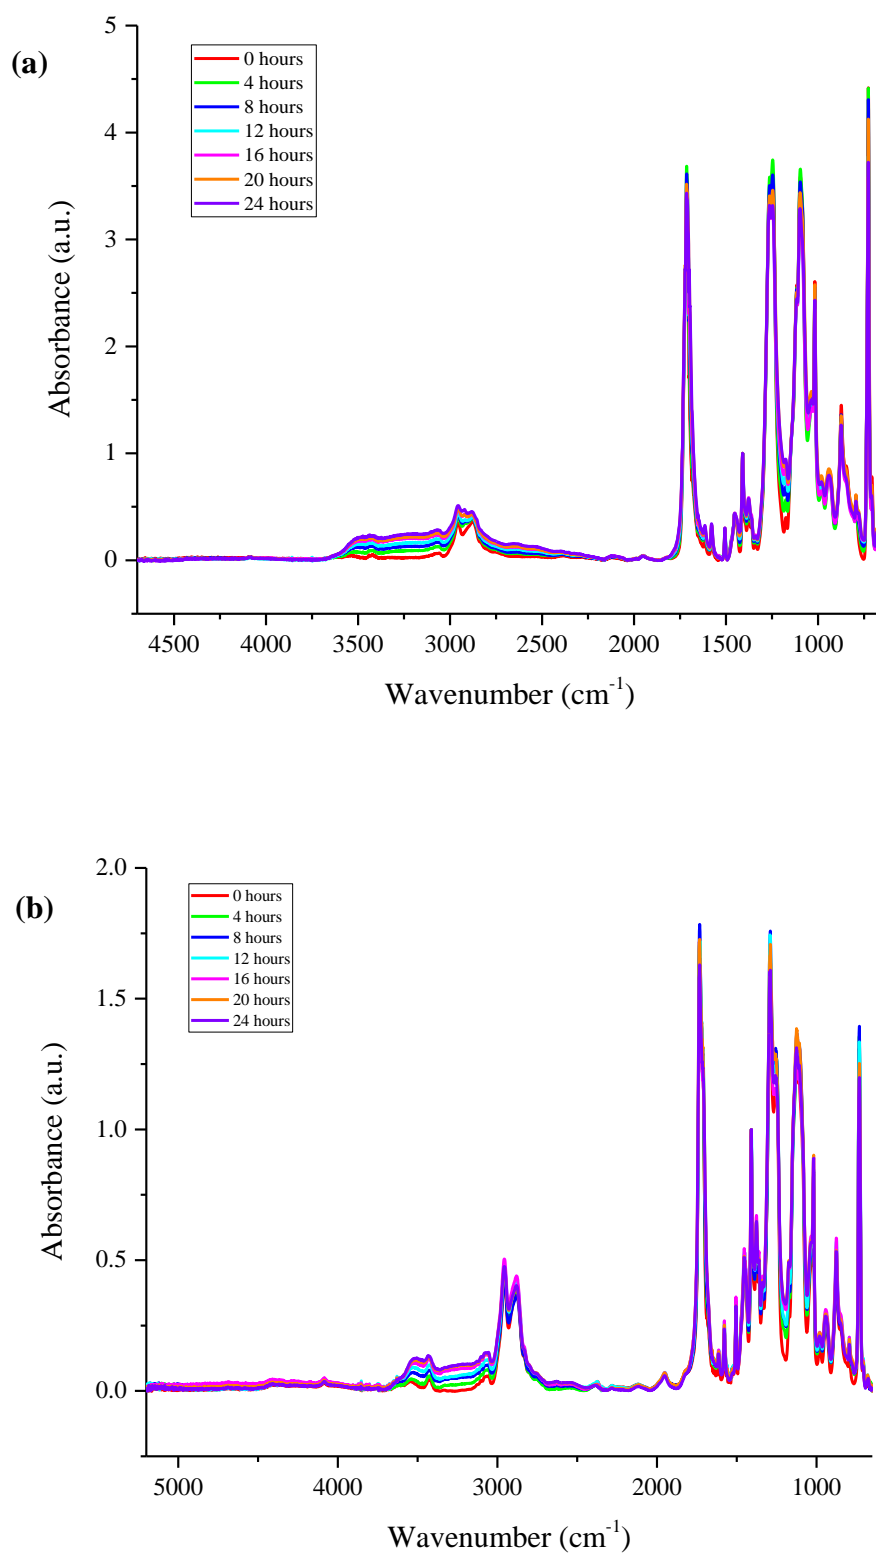 (a)
0 hours
4 hours
8 hours
12 hours
16 hours
20 hours
24 hours
5
4
3
2
1
0
Absorbance (a.u.)
4500 4000 3500 3000 2500 2000 1500 1000
Wavenumber (cm-1)
(b)
0 hours
4 hours
8 hours
12 hours
16 hours
20 hours
24 hours
2.0
1.5
1.0
0.5
0.0
Absorbance (a.u.)
5000 4000 3000 2000 1000
Wavenumber (cm-1)